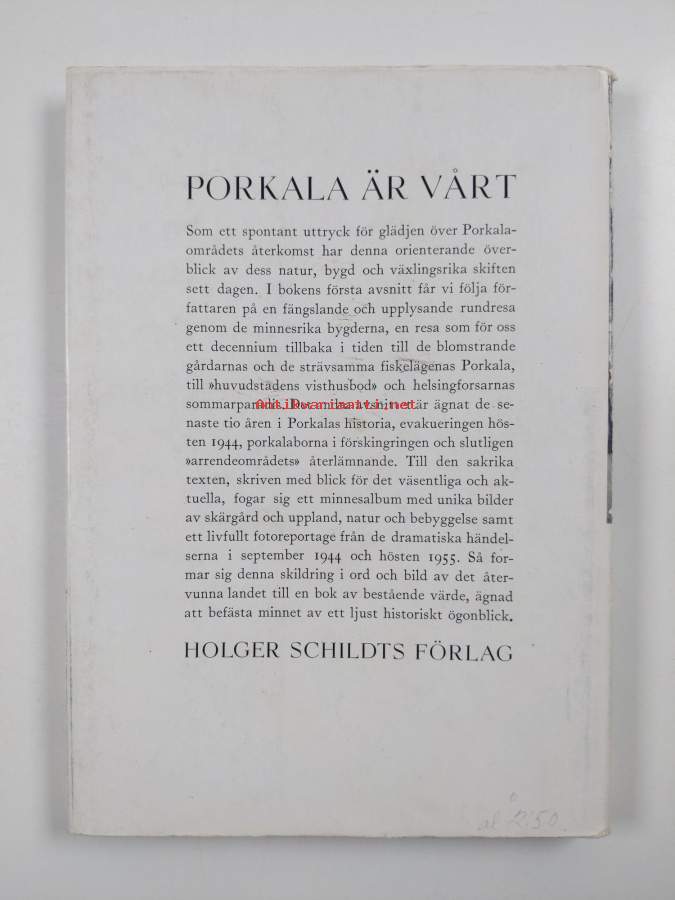 PORKALA ÄR VÅRT
Som ett spontant uttryck för glädjen över Porkala-
områdets återkomst har denna orienterande över-
blick av dess natur, bygd och växlingsrika skiften
sett dagen. I bokens första avsnitt får vi följa för-
fattaren på en fängslande och upplysande rundresa
genom de minnesrika bygderna, en resa som för oss
ett decennium tillbaka i tiden till de blomstrande
gårdarnas och de strävsamma fiskelägenas Porkala,
till »huvudstadens visthusbod» och helsingforsarnas
sommarparadis. avsnitt är ägnat de se-
Antikvariaatti.net
naste tio åren i Porkalas historia, evakueringen hös-
ten 1944, porkalaborna i förskingringen och slutligen
»arrendeområdets» återlämnande. Till den sakrika
texten, skriven med blick för det väsentliga och ak-
tuella, fogar sig ett minnesalbum med unika bilder
av skärgård och uppland, natur och bebyggelse samt
ett livfullt fotoreportage från de dramatiska händel-
serna i september 1944 och hösten 1955. Så for-
mar sig denna skildring i ord och bild av det åter-
vunna landet till en bok av bestående värde, ägnad
att befästa minnet av ett ljust historiskt ögonblick.
HOLGER SCHILDTS FÖRLAG